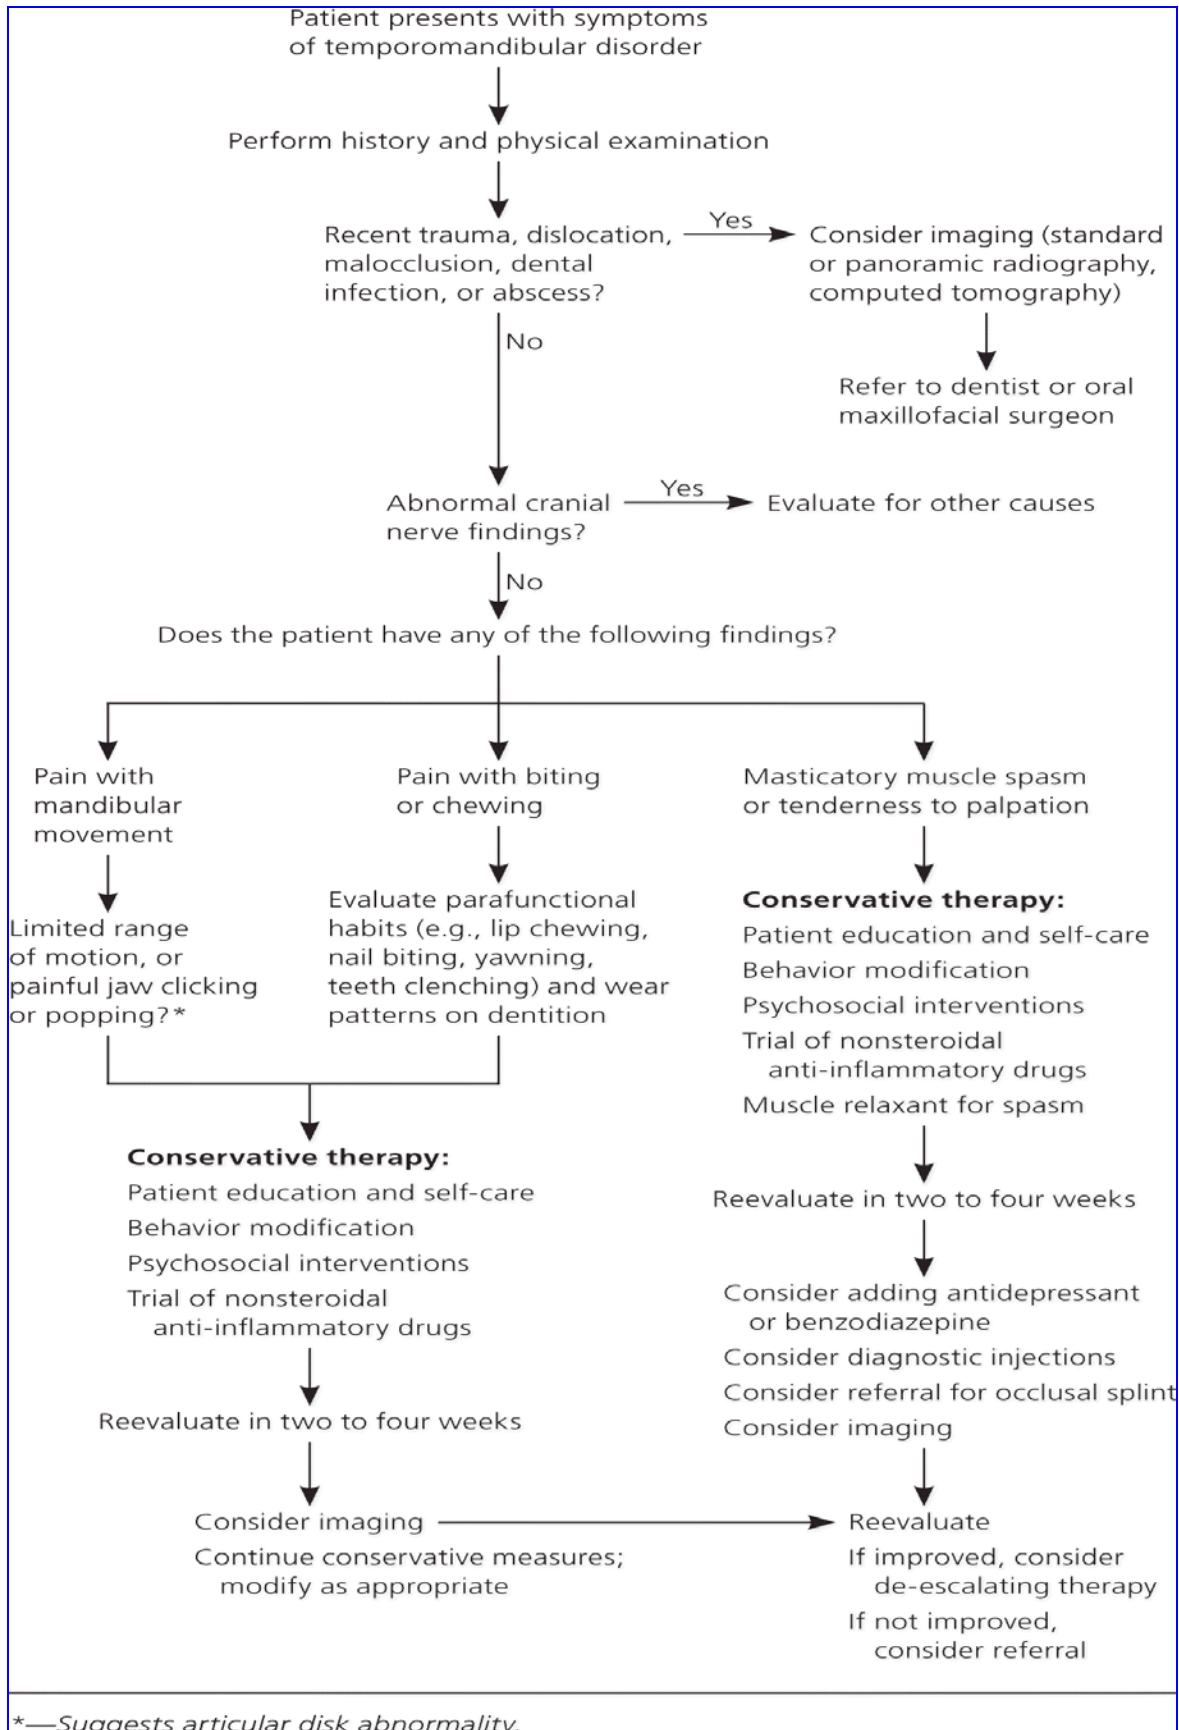 Patient presents with symptoms
of temporomandibular disorder
Perform history and physical examination
Recent trauma, dislocation,
malocclusion, dental
infection, or abscess?
Yes
Consider imaging (standard
or panoramic radiography,
computed tomography)
No
Refer to dentist or oral
maxillofacial surgeon
Abnormal cranial
nerve findings?
Yes
Evaluate for other causes
No
Does the patient have any of the following findings?
Pain with
mandibular
movement
Limited range
of motion, or
painful jaw clicking
or popping?*
Pain with biting
or chewing
Evaluate parafunctional
habits (e.g., lip chewing,
nail biting, yawning,
teeth clenching) and wear
patterns on dentition
Conservative therapy:
Patient education and self-care
Behavior modification
Psychosocial interventions
Trial of nonsteroidal
anti-inflammatory drugs
Reevaluate in two to four weeks
Consider imaging
Continue conservative measures;
modify as appropriate
Masticatory muscle spasm
or tenderness to palpation
Conservative therapy:
Patient education and self-care
Behavior modification
Psychosocial interventions
Trial of nonsteroidal
anti-inflammatory drugs
Muscle relaxant for spasm
Reevaluate in two to four weeks
Consider adding antidepressant
or benzodiazepine
Consider diagnostic injections
Consider referral for occlusal splint
Consider imaging
Reevaluate
If improved, consider
de-escalating therapy
If not improved,
consider referral
*—Suggests articular disk abnormality.